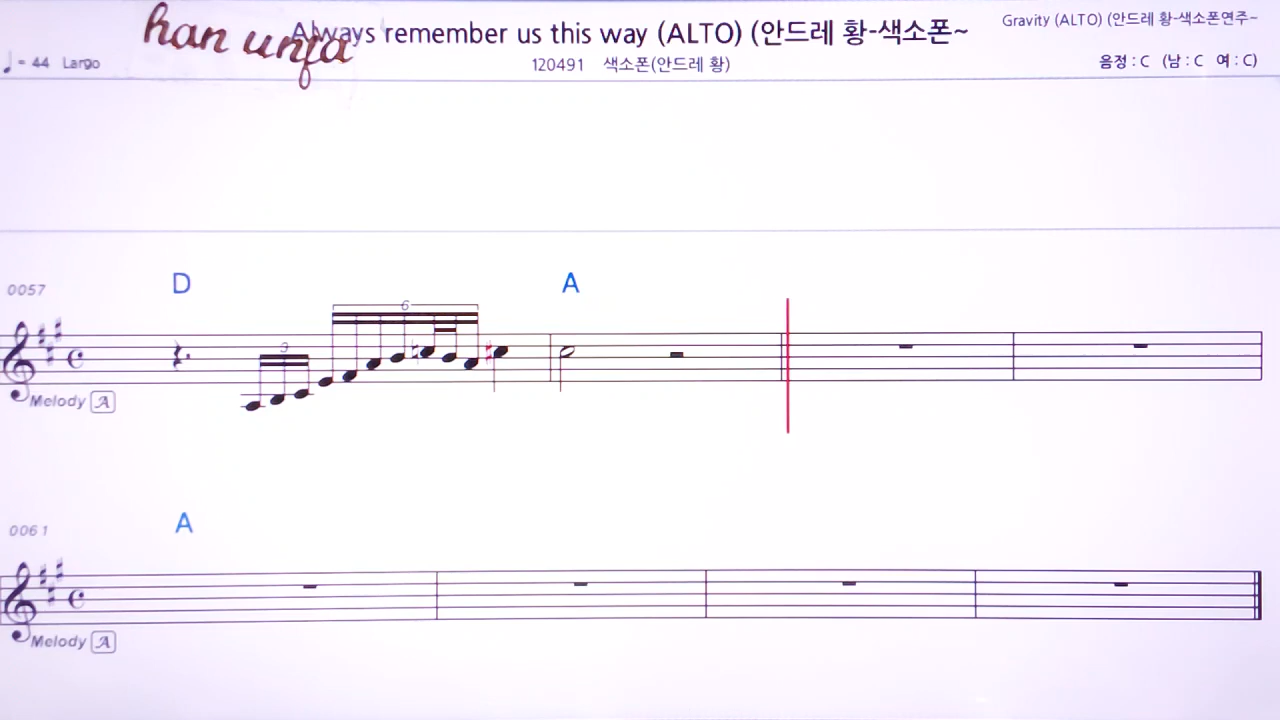 han unja
Always remember us this way (ALTO) (안드레 황-색소폰~
Gravity (ALTO) (안드레 황-색소폰연주~
♩= 44 Largo
120491 색소폰(안드레 황)
음정 : C (남 : C 여 : C)
0057
D
A
3
6
Melody A
0061
A
Melody A